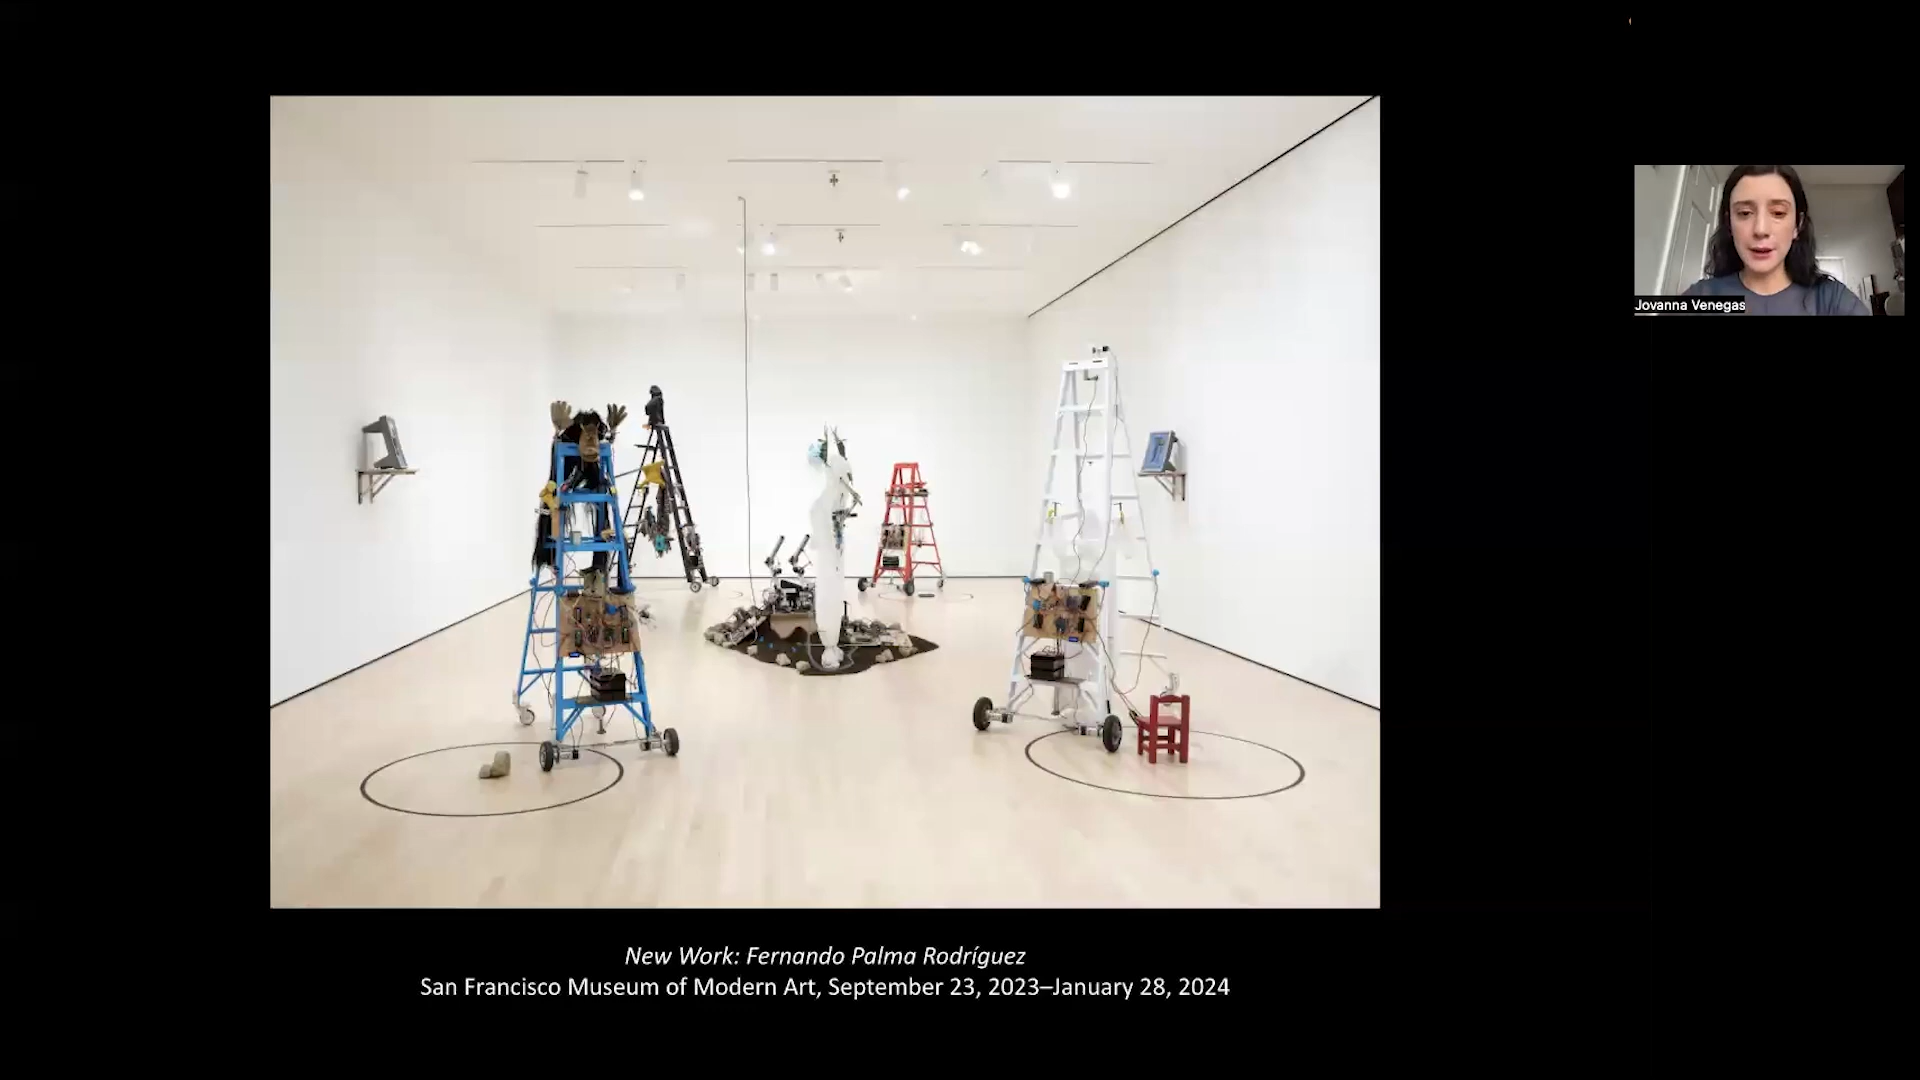 Jovanna Venegas
New Work: Fernando Palma Rodríguez
San Francisco Museum of Modern Art, September 23, 2023–January 28, 2024